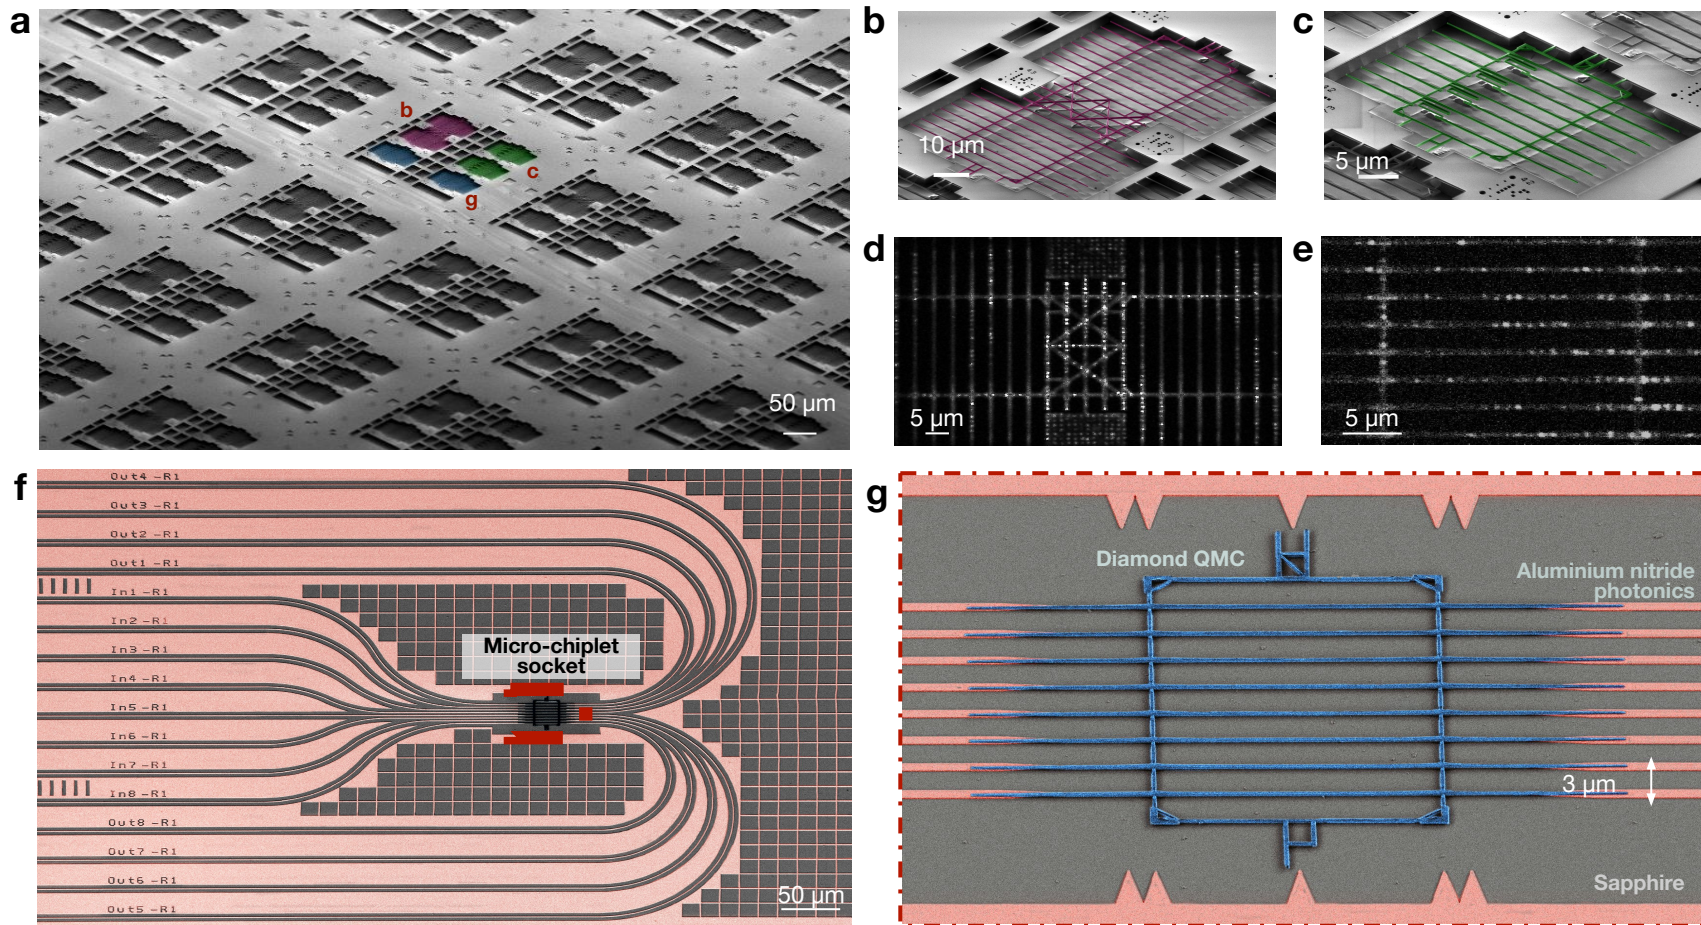 a
b
c
g
50 µm
b
10 µm
c
5 µm
d
5 µm
e
5 µm
f
Out4-R1
Out3-R1
Out2-R1
Out1-R1
In1-R1
In2-R1
In3-R1
In4-R1
In5-R1
In6-R1
In7-R1
In8-R1
Out8-R1
Out7-R1
Out6-R1
Out5-R1
Micro-chiplet
socket
50 µm
g
Diamond QMC
Aluminium nitride
photonics
3 µm
Sapphire